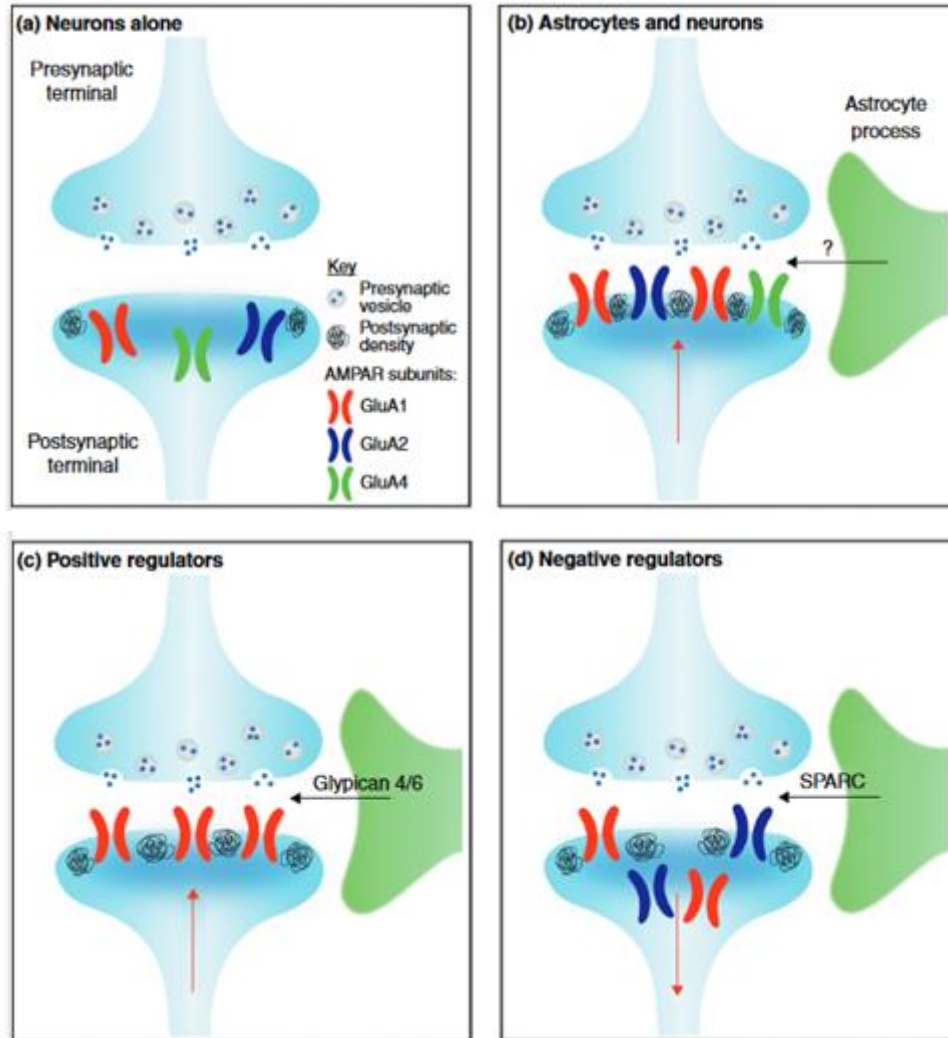 (a) Neurons alone
Presynaptic
terminal
Key
Presynaptic
vesicle
Postsynaptic
density
AMPAR subunits:
GluA1
GluA2
GluA4
Postsynaptic
terminal
(b) Astrocytes and neurons
Astrocyte
process
?
(c) Positive regulators
Glypican 4/6
(d) Negative regulators
SPARC